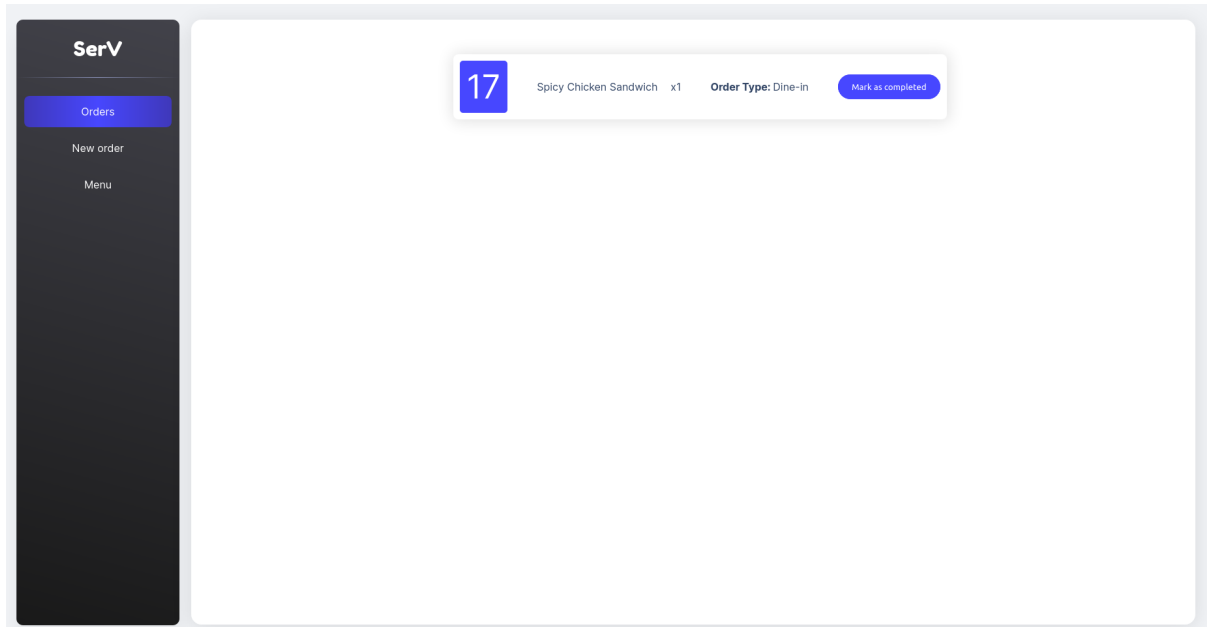 SerV
Orders
New order
Menu
17 Spicy Chicken Sandwich x1 Order Type: Dine-in Mark as completed